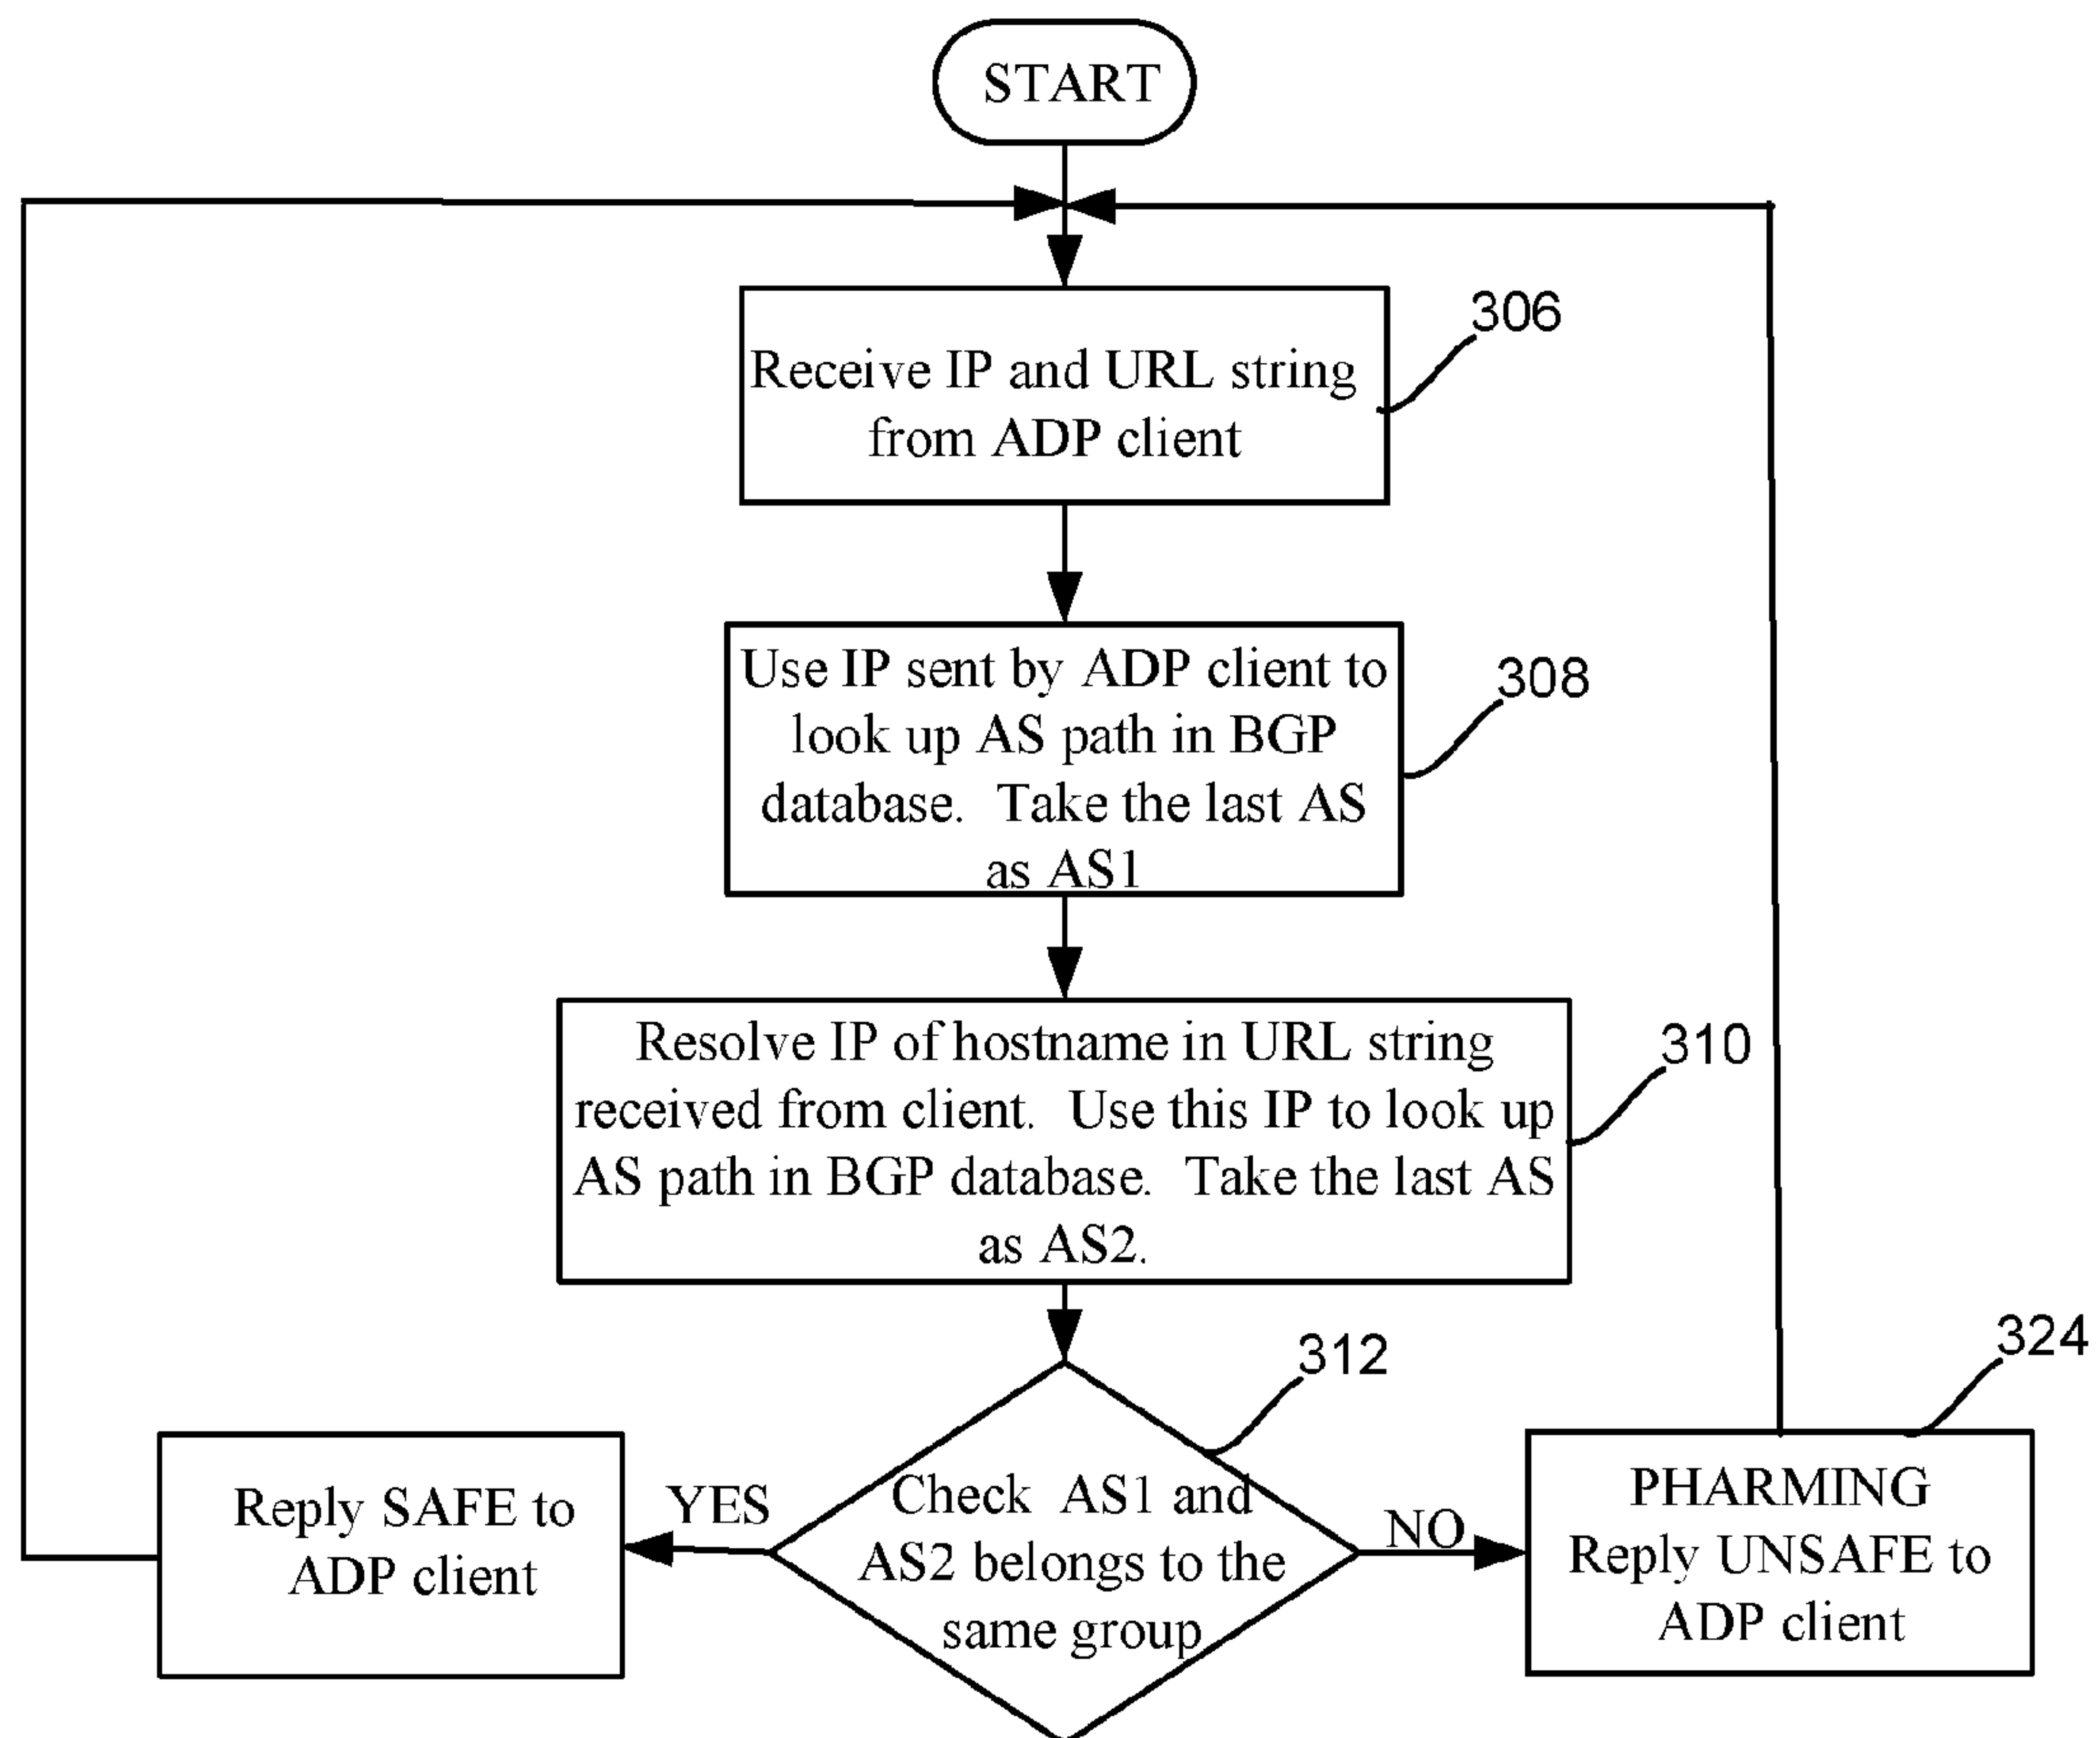 START
306
Receive IP and URL string
from ADP client
308
Use IP sent by ADP client to
look up AS path in BGP
database.  Take the last AS
as AS1
310
Resolve IP of hostname in URL string
received from client.  Use this IP to look up
AS path in BGP database.  Take the last AS
as AS2.
312
324
Reply SAFE to
ADP client
YES
Check  AS1 and
AS2 belongs to the
same group
NO
PHARMING
Reply UNSAFE to
ADP client